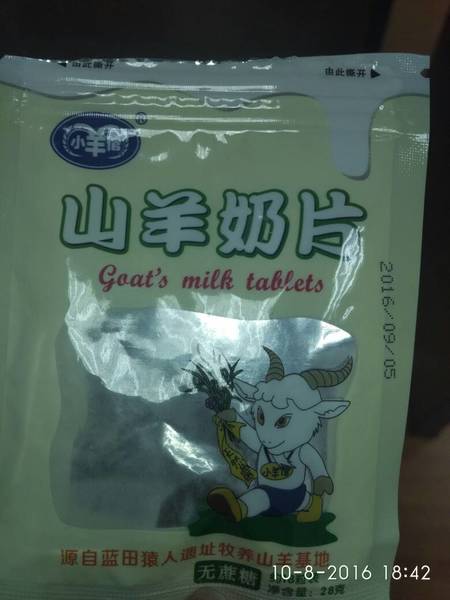 由此撕开
由此撕开
小羊倌
®
山羊奶片
Goat's milk tablets
2016/09/05
小羊倌
源自蓝田猿人遗址牧养山羊基地
无蔗糖
净含量：28克
10-8-2016 18:42